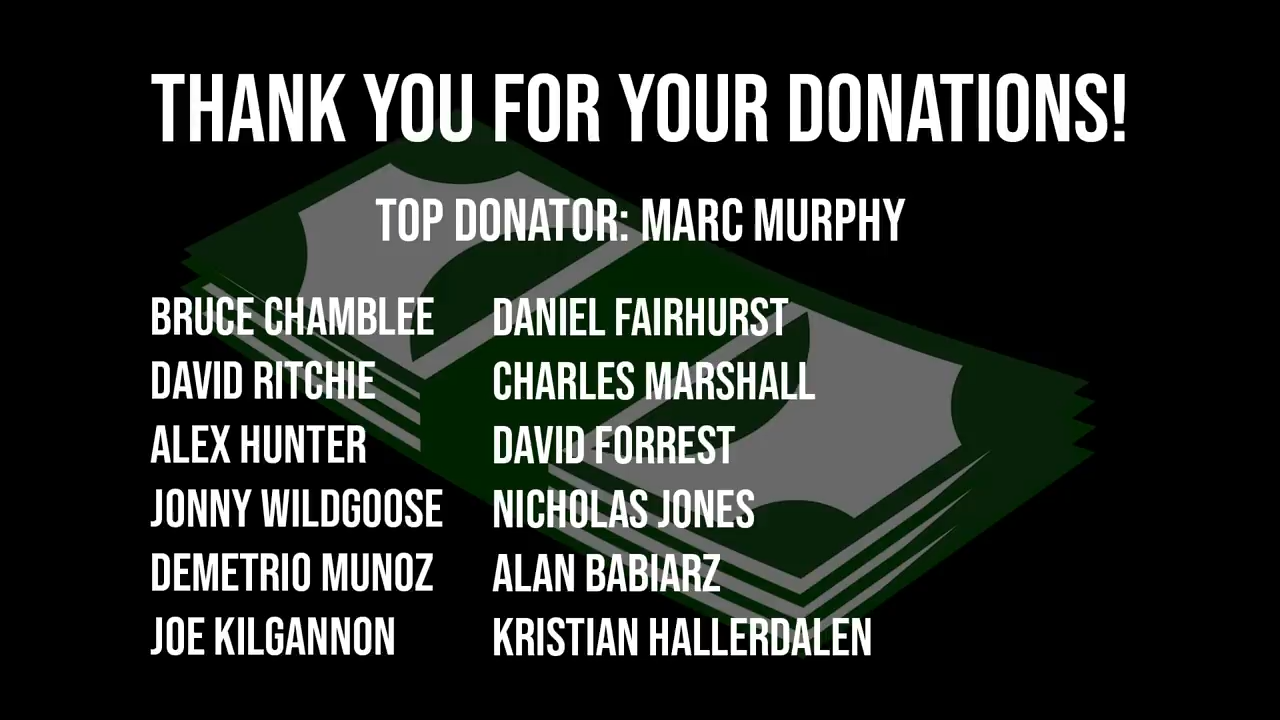 THANK YOU FOR YOUR DONATIONS!
TOP DONATOR: MARC MURPHY
BRUCE CHAMBLEE
DAVID RITCHIE
ALEX HUNTER
JONNY WILDGOOSE
DEMETRIO MUNOZ
JOE KILGANNON
DANIEL FAIRHURST
CHARLES MARSHALL
DAVID FORREST
NICHOLAS JONES
ALAN BABIARZ
KRISTIAN HALLERDALEN